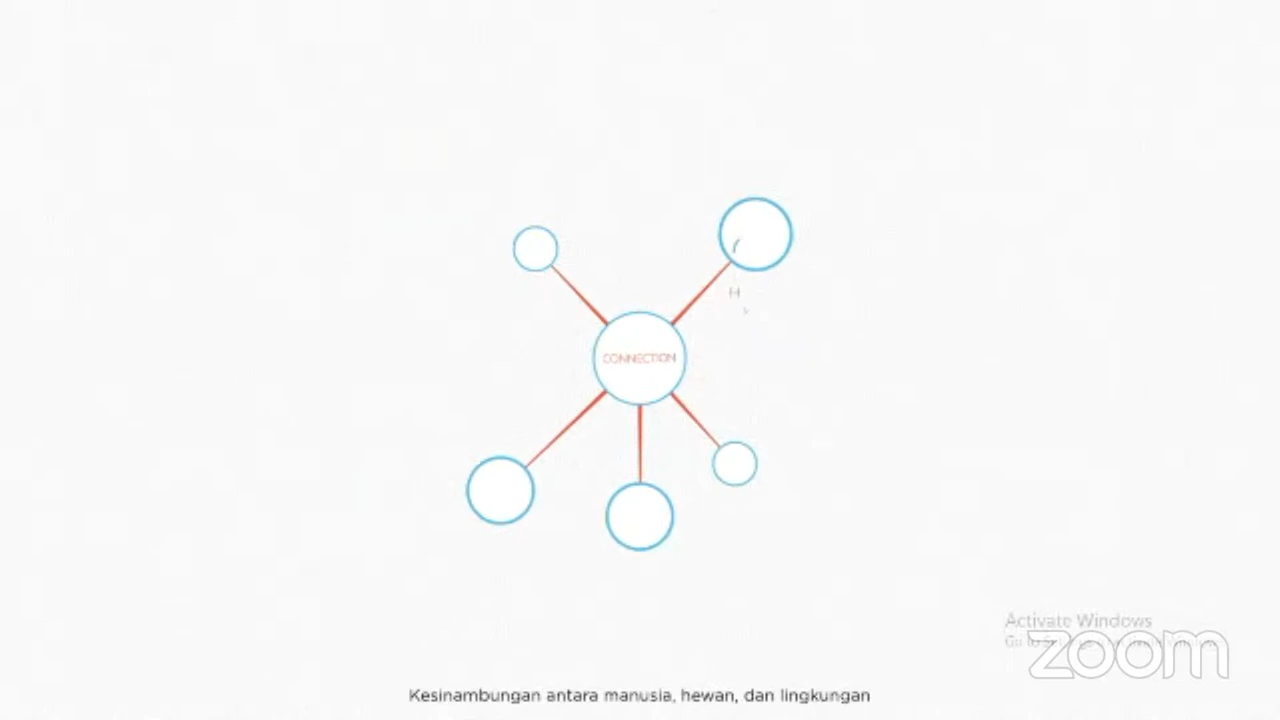 H
CONNECTION
Activate Windows
zoom
Kesinambungan antara manusia, hewan, dan lingkungan